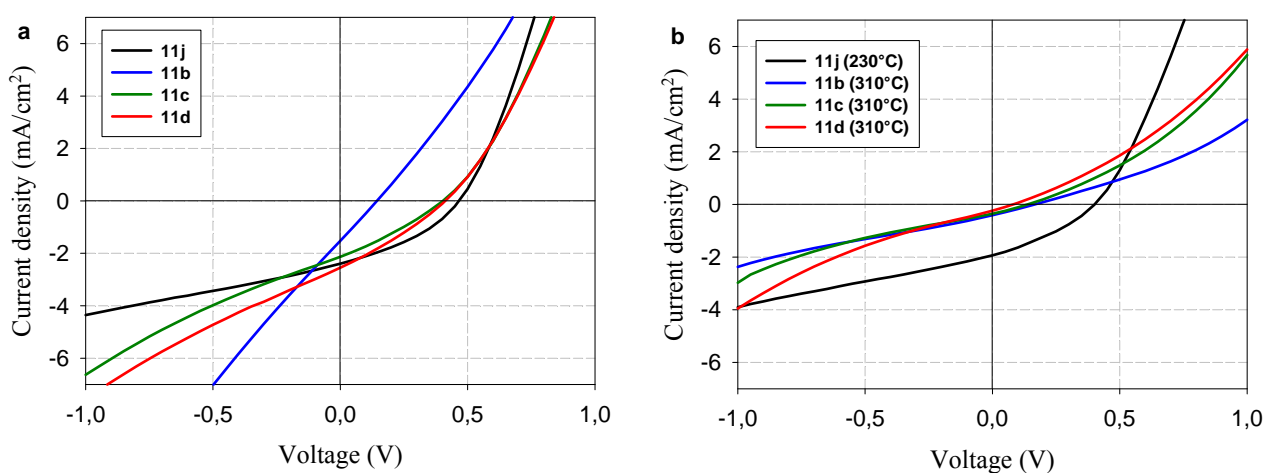 a
11j
11b
11c
11d
Current density (mA/cm²)
6
4
2
0
-2
-4
-6
-1,0
-0,5
0,0
0,5
1,0
Voltage (V)
b
11j (230°C)
11b (310°C)
11c (310°C)
11d (310°C)
Current density (mA/cm²)
6
4
2
0
-2
-4
-6
-1,0
-0,5
0,0
0,5
1,0
Voltage (V)